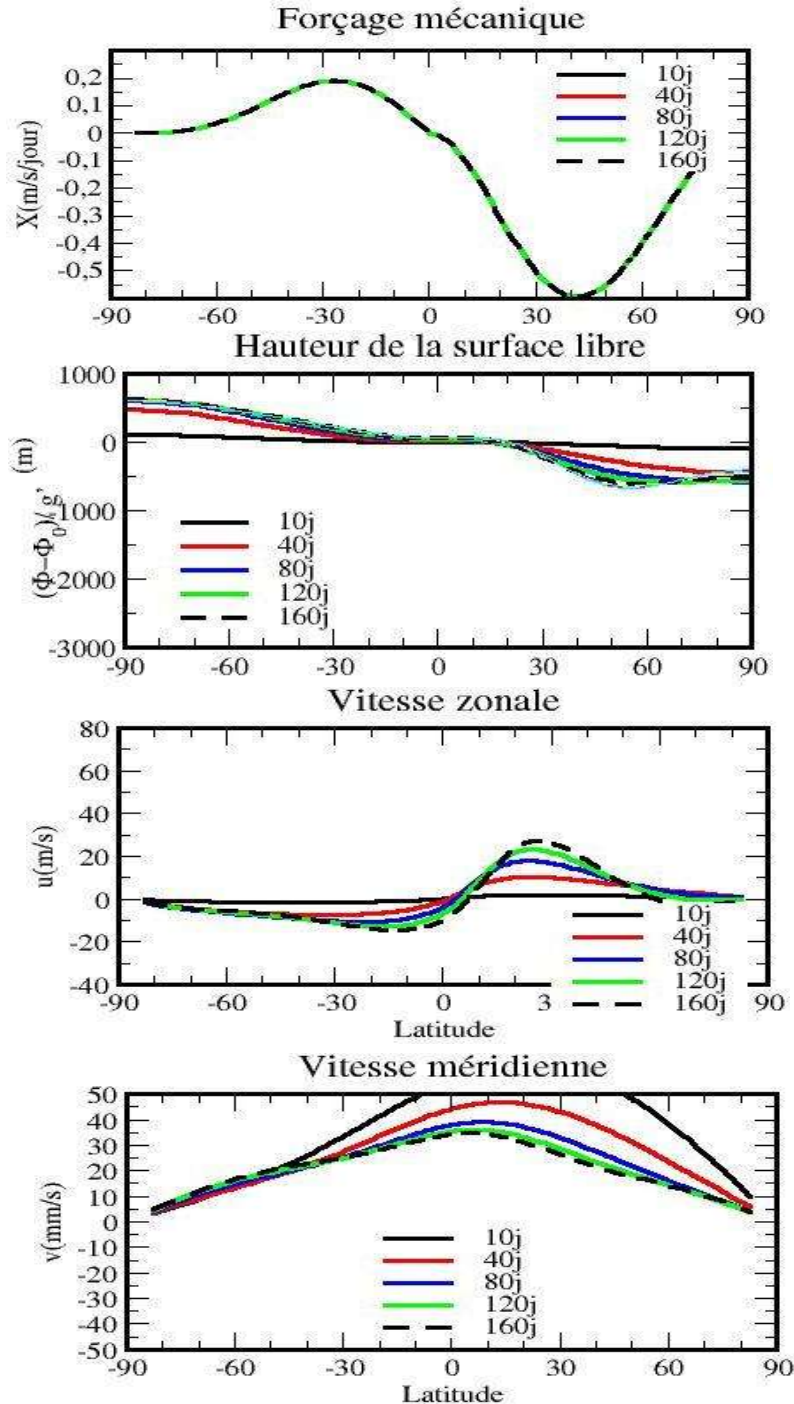 Forçage mécanique
X(m/s/jour)
0,2
0,1
0
-0,1
-0,2
-0,3
-0,4
-0,5
10j
40j
80j
120j
160j
-90 -60 -30 0 30 60 90
Hauteur de la surface libre
(Φ−Φ0)/g, (m)
1000
0
1000
-2000
-3000
10j
40j
80j
120j
160j
-90 -60 -30 0 30 60 90
Vitesse zonale
u(m/s)
80
60
40
20
0
-20
-40
10j
40j
80j
120j
160j
-90 -60 -30 0 3 90
Latitude
Vitesse méridienne
v(mm/s)
50
40
30
20
10
0
-10
-20
-30
-40
-50
10j
40j
80j
120j
160j
-90 -60 -30 0 30 60 90
Latitude